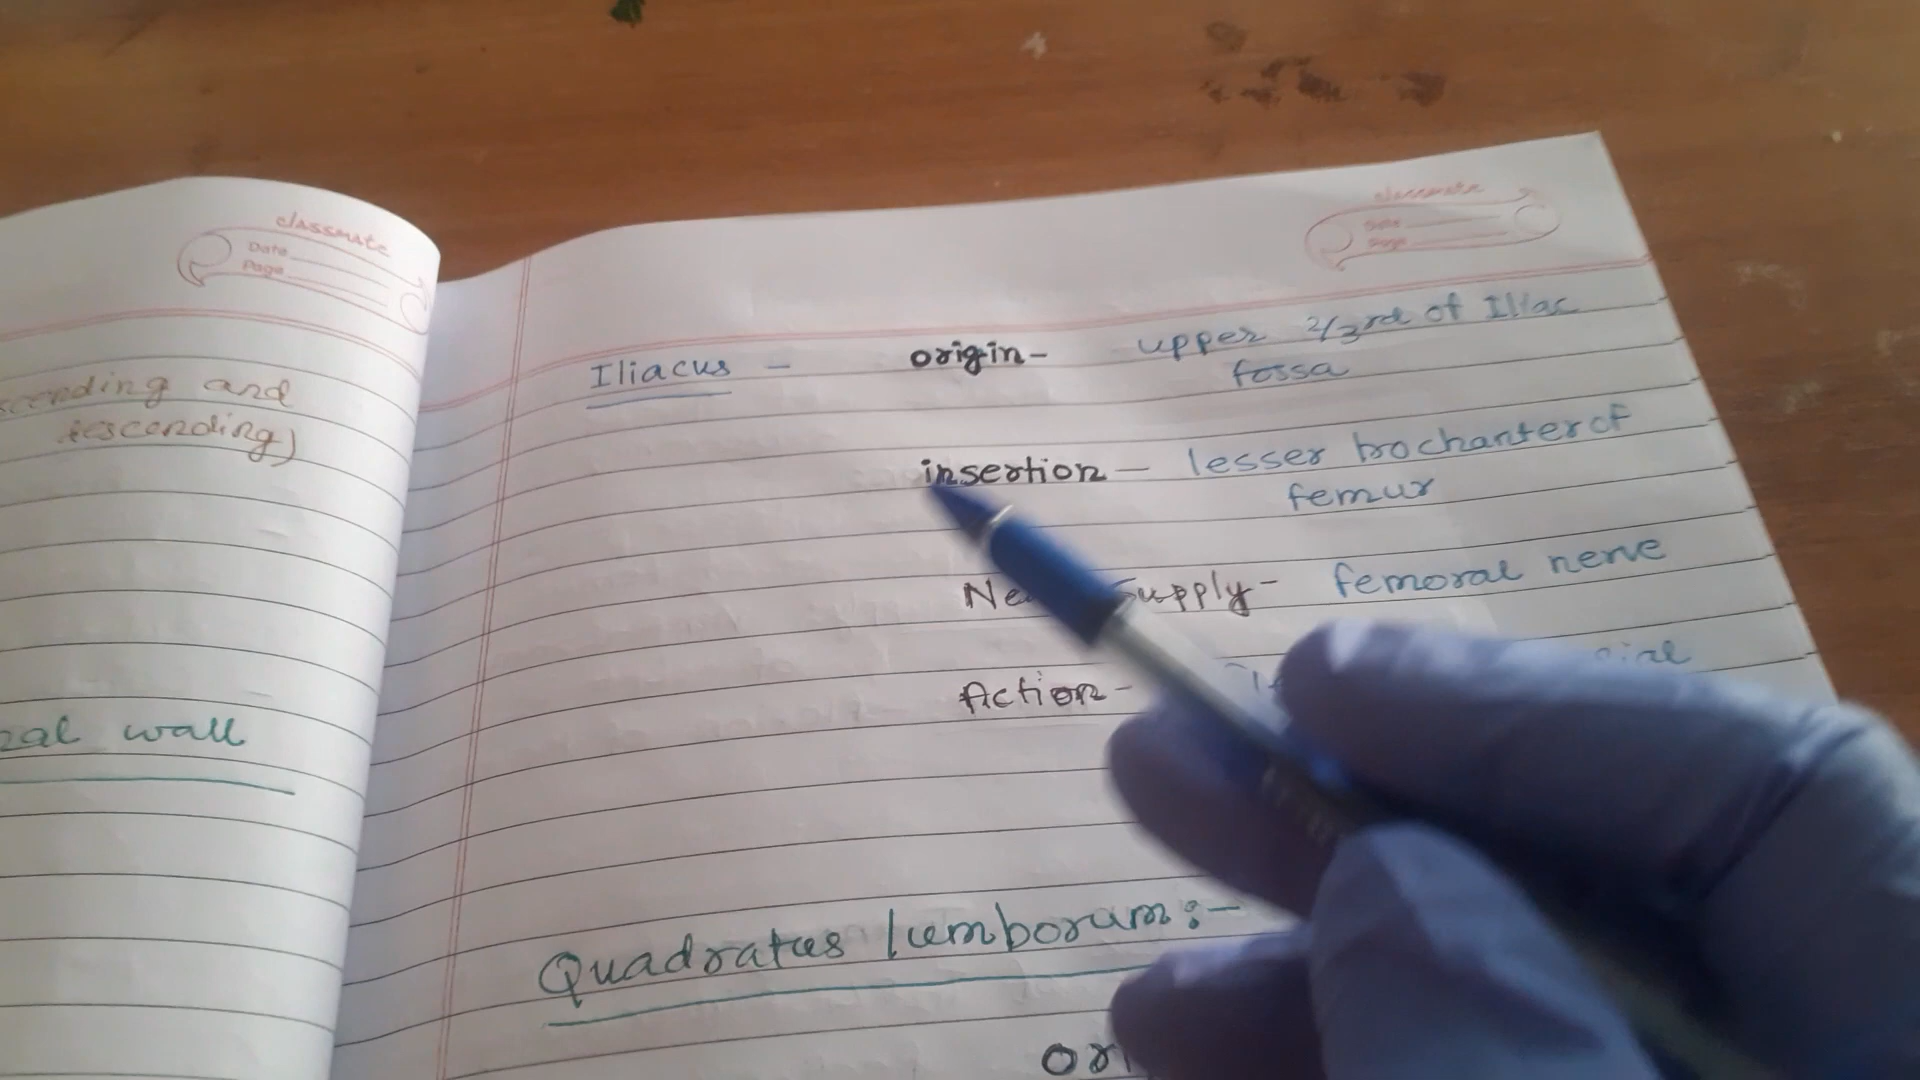 classmate
Date
Page
scending and
descending)
wall
classmate
Date
Page
Iliacus - origin- upper 2/3rd of Iliac
fossa
insertion - lesser trochanter of
femur
Supply- femoral nerve
Action-
Quadratus lumborum:-